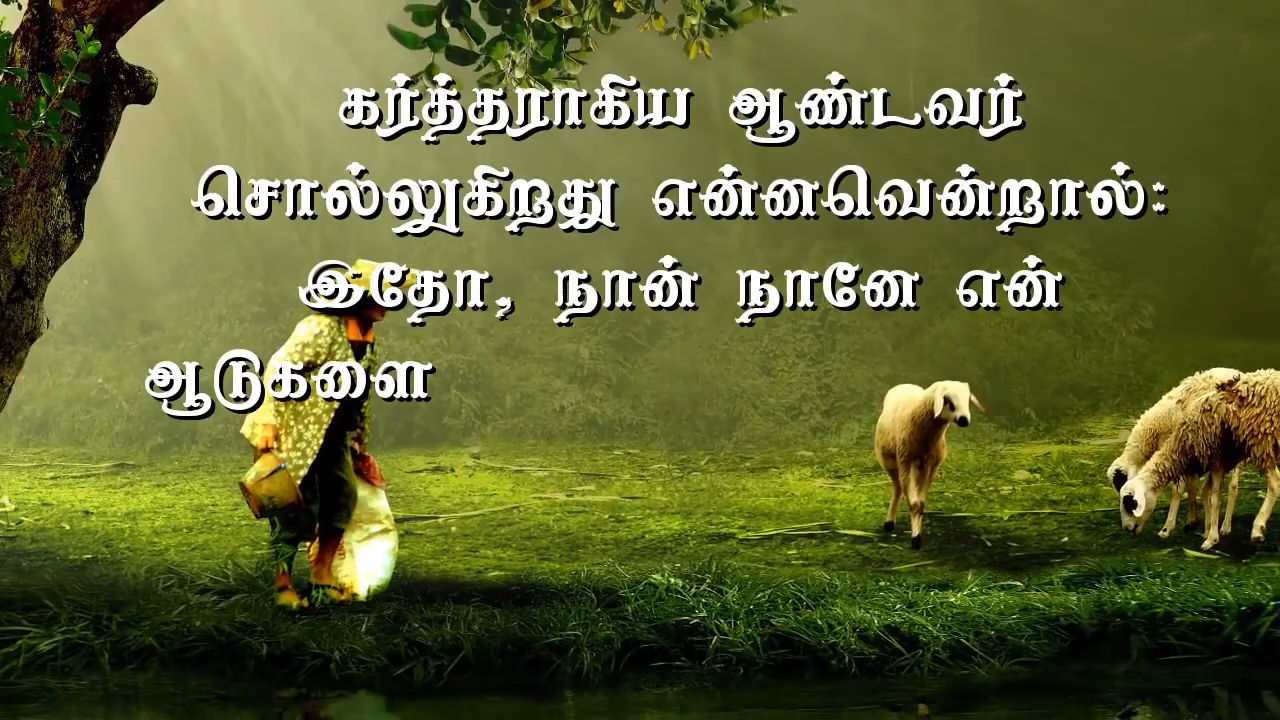 கர்த்தராகிய ஆண்டவர்
சொல்லுகிறது என்னவென்றால்:
இதோ, நான் நானே என்
ஆடுகளை